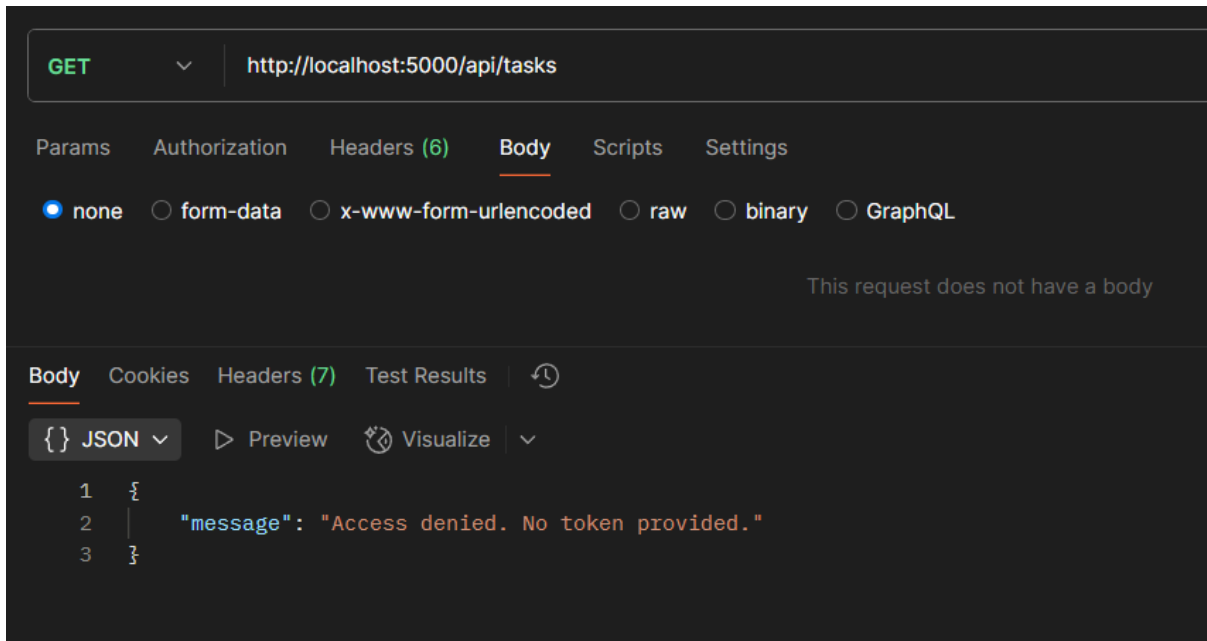 GET http://localhost:5000/api/tasks
Params Authorization Headers (6) Body Scripts Settings
none form-data x-www-form-urlencoded raw binary GraphQL
This request does not have a body
Body Cookies Headers (7) Test Results
{} JSON Preview Visualize
1 {
2 "message": "Access denied. No token provided."
3 }